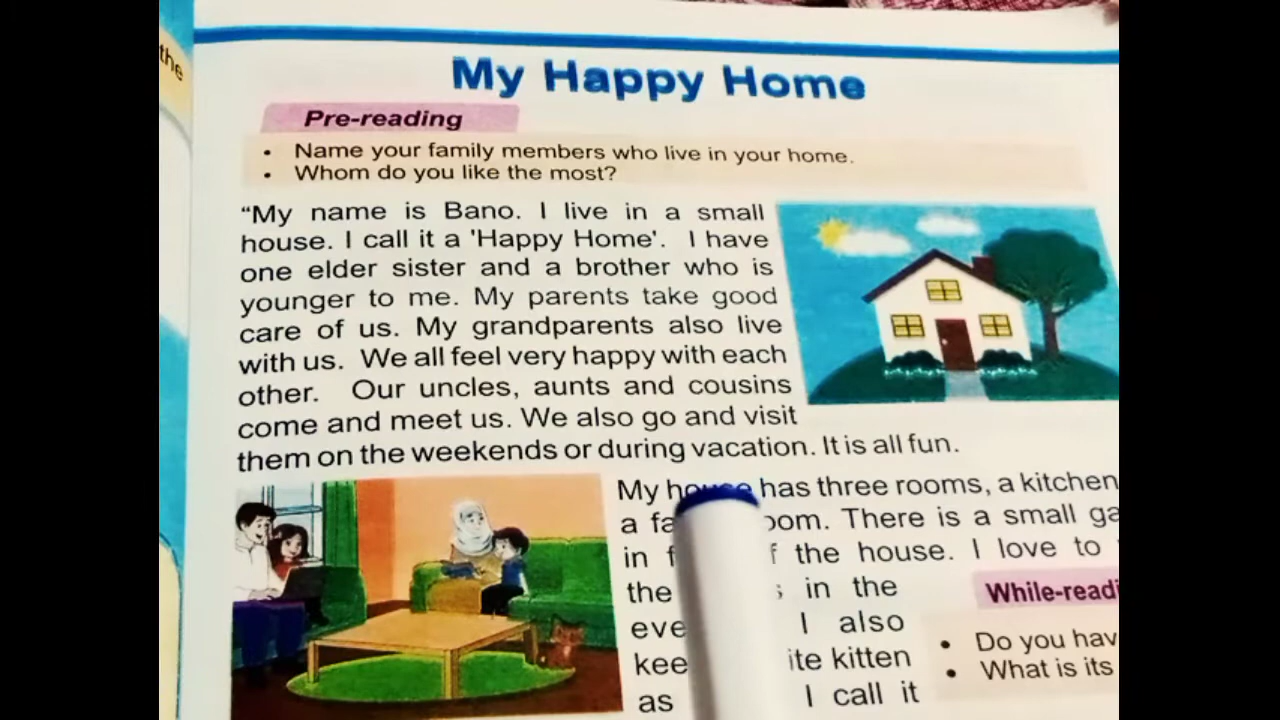 the
My Happy Home
Pre-reading
• Name your family members who live in your home.
• Whom do you like the most?
“My name is Bano. I live in a small
house. I call it a 'Happy Home'. I have
one elder sister and a brother who is
younger to me. My parents take good
care of us. My grandparents also live
with us. We all feel very happy with each
other. Our uncles, aunts and cousins
come and meet us. We also go and visit
them on the weekends or during vacation. It is all fun.
My house has three rooms, a kitchen
a There is a small
in the house. I love to
the in the
I also
kitten
as I call it
While-readi
• Do you hav
• What is its